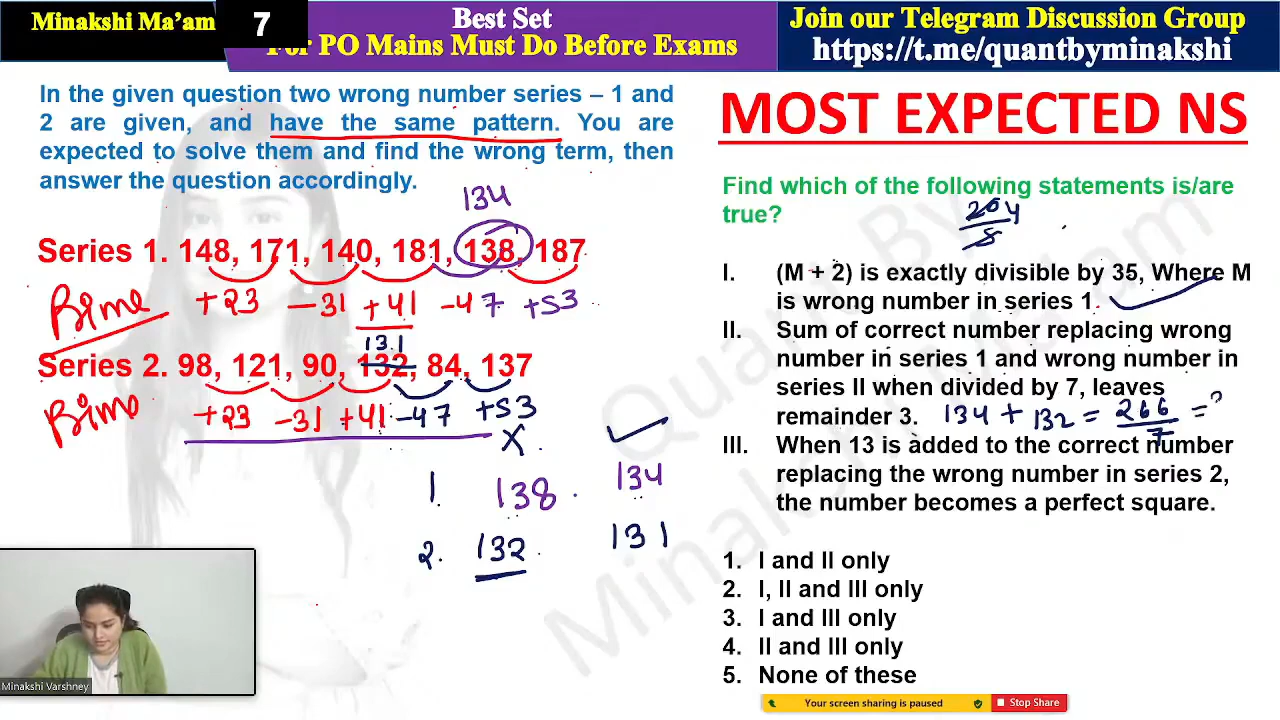 Minakshi Ma'am
7
Best Set
For PO Mains Must Do Before Exams
Join our Telegram Discussion Group
https://t.me/quantbyminakshi
In the given question two wrong number series – 1 and
2 are given, and have the same pattern. You are
expected to solve them and find the wrong term, then
answer the question accordingly.
134
Series 1. 148, 171, 140, 181, 138, 187
+23 -31 +41 -47 +53
131
Series 2. 98, 121, 90, 132, 84, 137
+23 -31 +41 -47 +53
X
1. 138 134
2. 132 131
MOST EXPECTED NS
Find which of the following statements is/are
true?
I. (M + 2) is exactly divisible by 35, Where M
is wrong number in series 1.
II. Sum of correct number replacing wrong
number in series 1 and wrong number in
series II when divided by 7, leaves
remainder 3. 134 + 132 = 266/7 = ?
III. When 13 is added to the correct number
replacing the wrong number in series 2,
the number becomes a perfect square.
1. I and II only
2. I, II and III only
3. I and III only
4. II and III only
5. None of these
Quant By
Minakshi Mam
Minakshi Varshney
Your screen sharing is paused
Stop Share